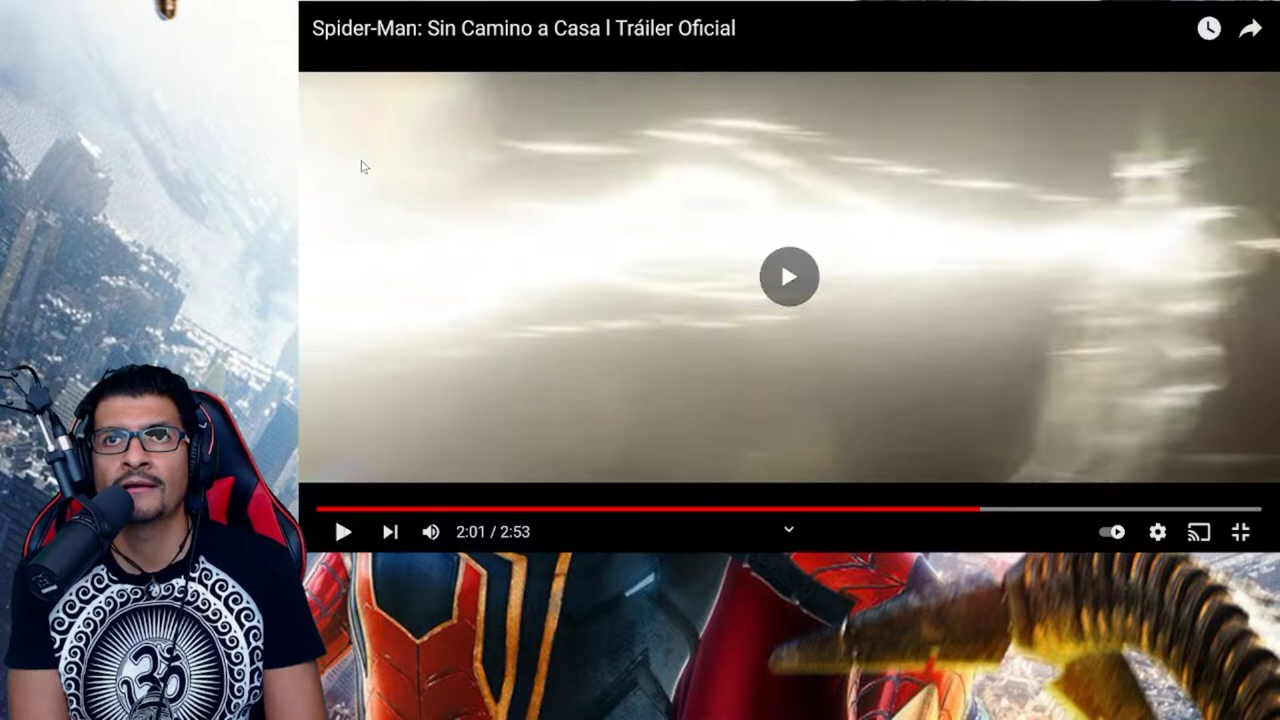 Spider-Man: Sin Camino a Casa l Tráiler Oficial
2:01 / 2:53
ॐ